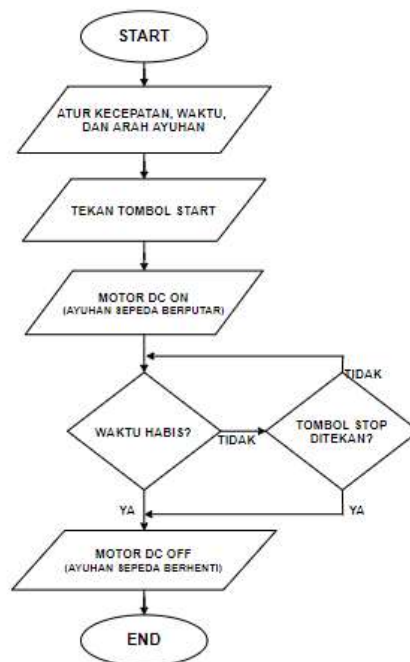 START
ATUR KECEPATAN, WAKTU,
DAN ARAH AYUHAN
TEKAN TOMBOL START
MOTOR DC ON
(AYUHAN SEPEDA BERPUTAR)
TIDAK
WAKTU HABIS?
TIDAK
TOMBOL STOP
DITEKAN?
YA
YA
MOTOR DC OFF
(AYUHAN SEPEDA BERHENTI)
END